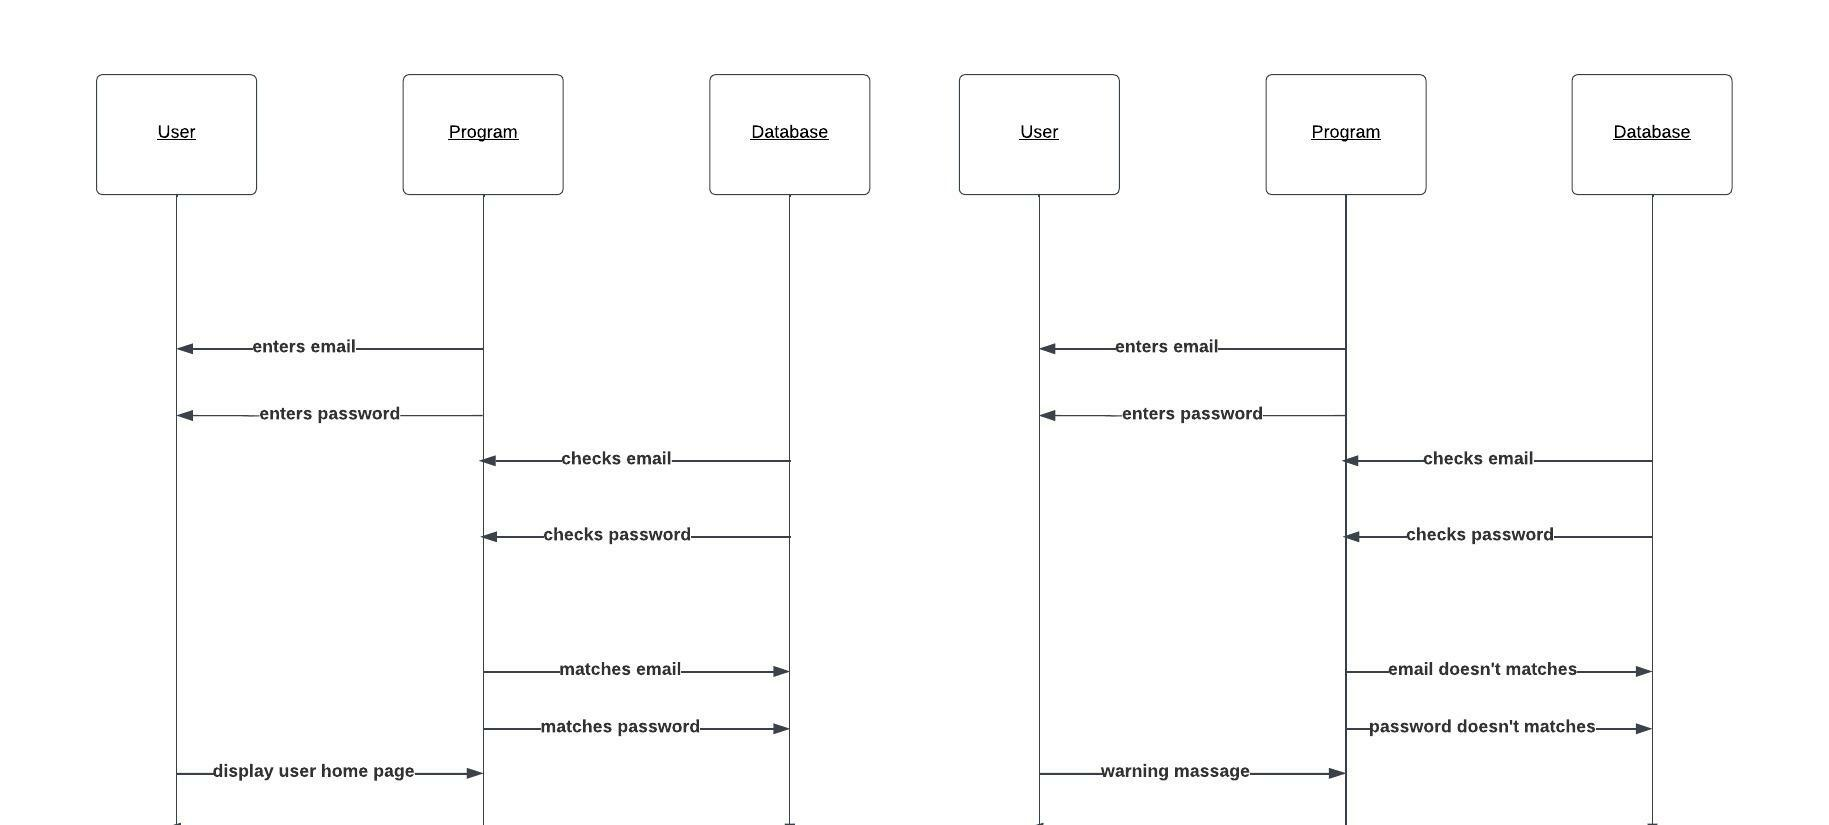 User
Program
Database
User
Program
Database
enters email
enters email
enters password
enters password
checks email
checks email
checks password
checks password
matches email
email doesn't matches
matches password
password doesn't matches
display user home page
warning massage